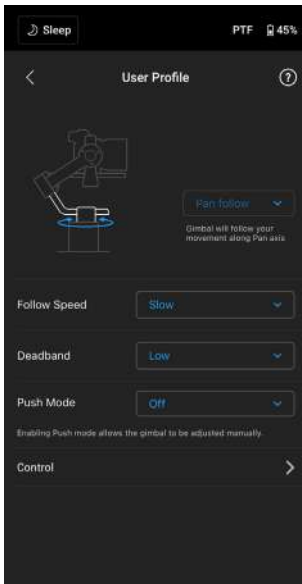 Sleep PTF 45%
User Profile ?
Pan follow
Gimbal will follow your
movement along Pan axis
Follow Speed Slow
Deadband Low
Push Mode Off
Enabling Push mode allows the gimbal to be adjusted manually.
Control